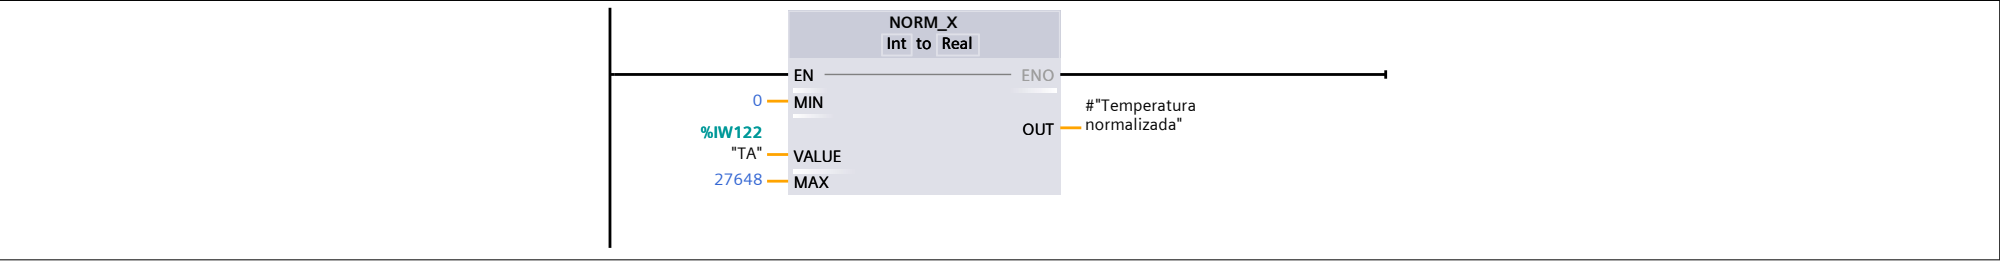 NORM_X
Int to Real
EN
ENO
0
MIN
#"Temperatura
normalizada"
OUT
%IW122
"TA"
VALUE
27648
MAX